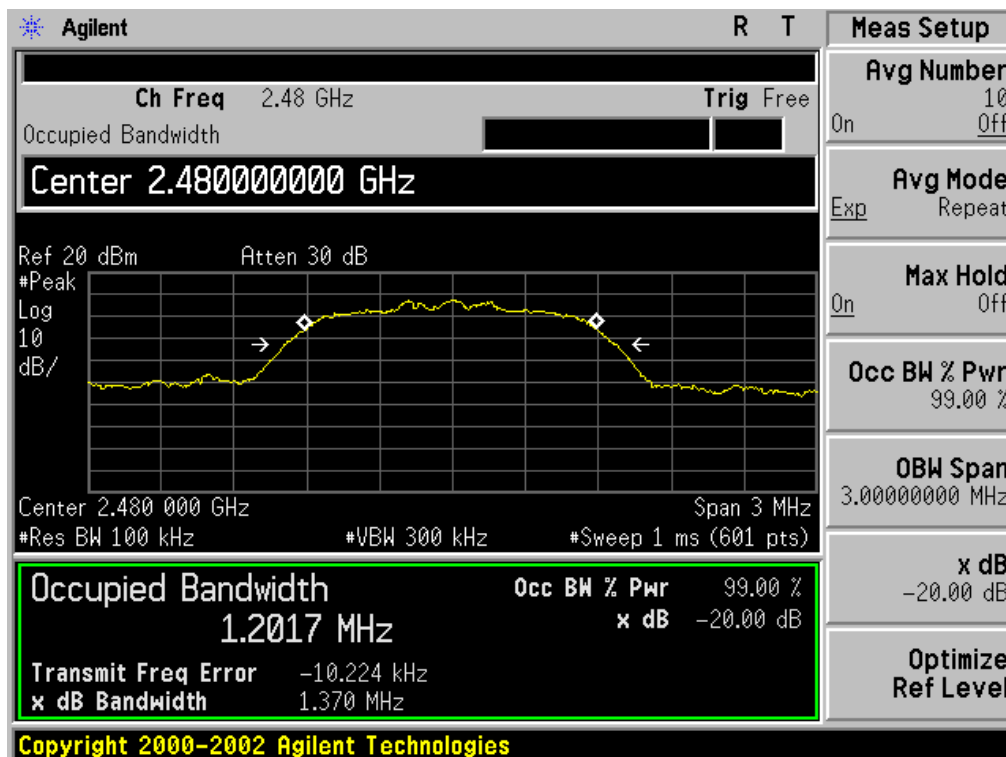 Agilent R T
Ch Freq 2.48 GHz Trig Free
Occupied Bandwidth
Center 2.480000000 GHz
Ref 20 dBm Atten 30 dB
#Peak
Log
10
dB/
Center 2.480 000 GHz Span 3 MHz
#Res BW 100 kHz #VBW 300 kHz #Sweep 1 ms (601 pts)
Occupied Bandwidth Occ BW % Pwr 99.00 %
1.2017 MHz x dB -20.00 dB
Transmit Freq Error -10.224 kHz
x dB Bandwidth 1.370 MHz
Copyright 2000-2002 Agilent Technologies
Meas Setup
Avg Number
10
On Off
Avg Mode
Exp Repeat
Max Hold
On Off
Occ BW % Pwr
99.00 %
OBW Span
3.00000000 MHz
x dB
-20.00 dB
Optimize
Ref Level